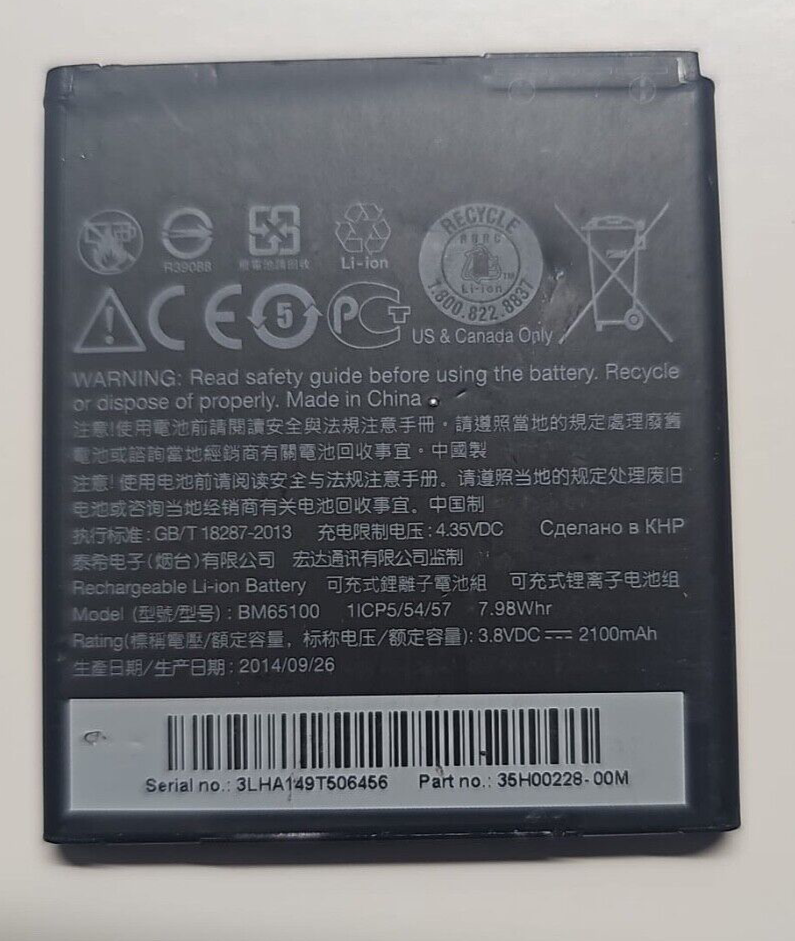 R39088
廢電池請回收
Li-ion
RECYCLE
RBRC
Li-ion
TM
1.800.822.8837
CE
5
PCT
US & Canada Only
WARNING: Read safety guide before using the battery. Recycle
or dispose of properly. Made in China.
注意!使用電池前請閱讀安全與法規注意手冊。請遵照當地的規定處理廢舊
電池或諮詢當地經銷商有關電池回收事宜。中國製
注意! 使用电池前请阅读安全与法规注意手册。请遵照当地的规定处理废旧
电池或咨询当地经销商有关电池回收事宜。中国制
执行标准: GB/T 18287-2013 充电限制电压: 4.35VDC Сделано в КНР
泰希电子(烟台)有限公司 宏达通讯有限公司监制
Rechargeable Li-ion Battery 可充式鋰離子電池組 可充式锂离子电池组
Model (型號/型号) : BM65100 1ICP5/54/57 7.98Whr
Rating(標稱電壓/額定容量, 标称电压/额定容量): 3.8VDC 2100mAh
生產日期/生产日期 : 2014/09/26
Serial no.: 3LHA149T506456 Part no.: 35H00228-00M